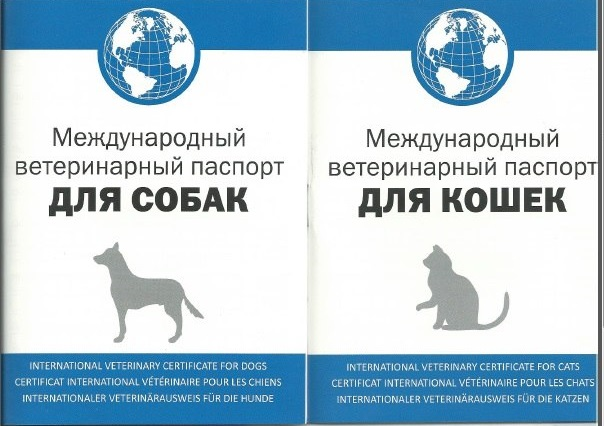 Международный
ветеринарный паспорт
ДЛЯ СОБАК
INTERNATIONAL VETERINARY CERTIFICATE FOR DOGS
CERTIFICAT INTERNATIONAL VÉTÉRINAIRE POUR LES CHIENS
INTERNATIONALER VETERINÄRAUSWEIS FÜR DIE HUNDE
Международный
ветеринарный паспорт
ДЛЯ КОШЕК
INTERNATIONAL VETERINARY CERTIFICATE FOR CATS
CERTIFICAT INTERNATIONAL VÉTÉRINAIRE POUR LES CHATS
INTERNATIONALER VETERINÄRAUSWEIS FÜR DIE KATZEN